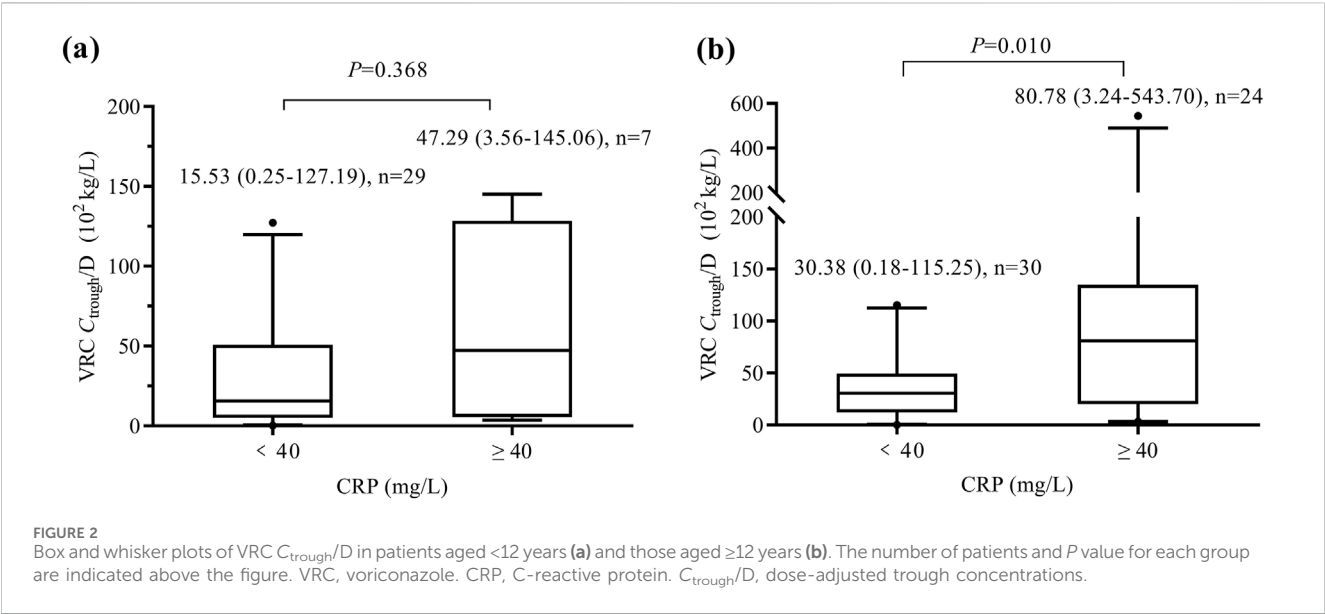 (a)
P=0.368
200
47.29 (3.56-145.06), n=7
15.53 (0.25-127.19), n=29
150
100
50
0
VRC Ctrough/D (10² kg/L)
< 40
≥ 40
CRP (mg/L)
(b)
P=0.010
80.78 (3.24-543.70), n=24
600
400
200
200
30.38 (0.18-115.25), n=30
150
100
50
0
VRC Ctrough/D (10² kg/L)
< 40
≥ 40
CRP (mg/L)
FIGURE 2
Box and whisker plots of VRC Ctrough/D in patients aged <12 years (a) and those aged ≥12 years (b). The number of patients and P value for each group
are indicated above the figure. VRC, voriconazole. CRP, C-reactive protein. Ctrough/D, dose-adjusted trough concentrations.